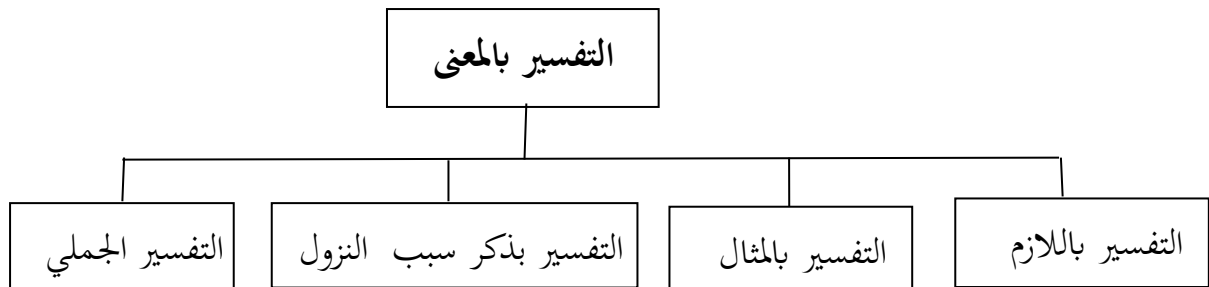 التفسير بالمعنى
التفسير باللازم
التفسير بالمثال
التفسير بذكر سبب النزول
التفسير الجملي